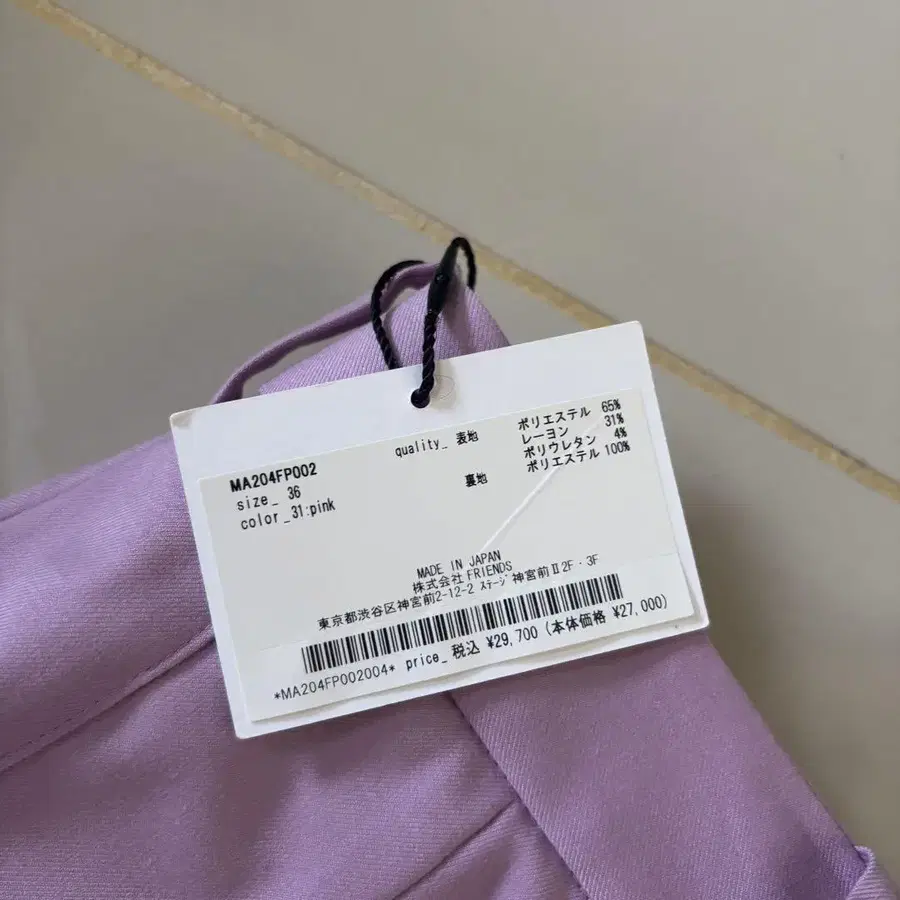 MA204FP002
size_ 36
color_31:pink
quality_ 表地 ポリエステル 65%
レーヨン 31%
ポリウレタン 4%
裏地 ポリエステル 100%
MADE IN JAPAN
株式会社 FRIENDS
東京都渋谷区神宮前2-12-2 ｽﾃｰｼﾞ神宮前Ⅱ2F・3F
*MA204FP002004* price_ 税込 ¥29,700 (本体価格 ¥27,000)